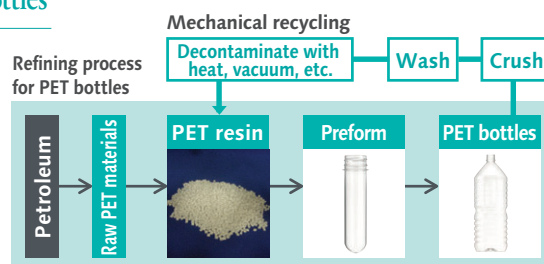 Mechanical recycling
Decontaminate with
heat, vacuum, etc.
Wash
Crush
Refining process
for PET bottles
Petroleum
Raw PET materials
PET resin
Preform
PET bottles